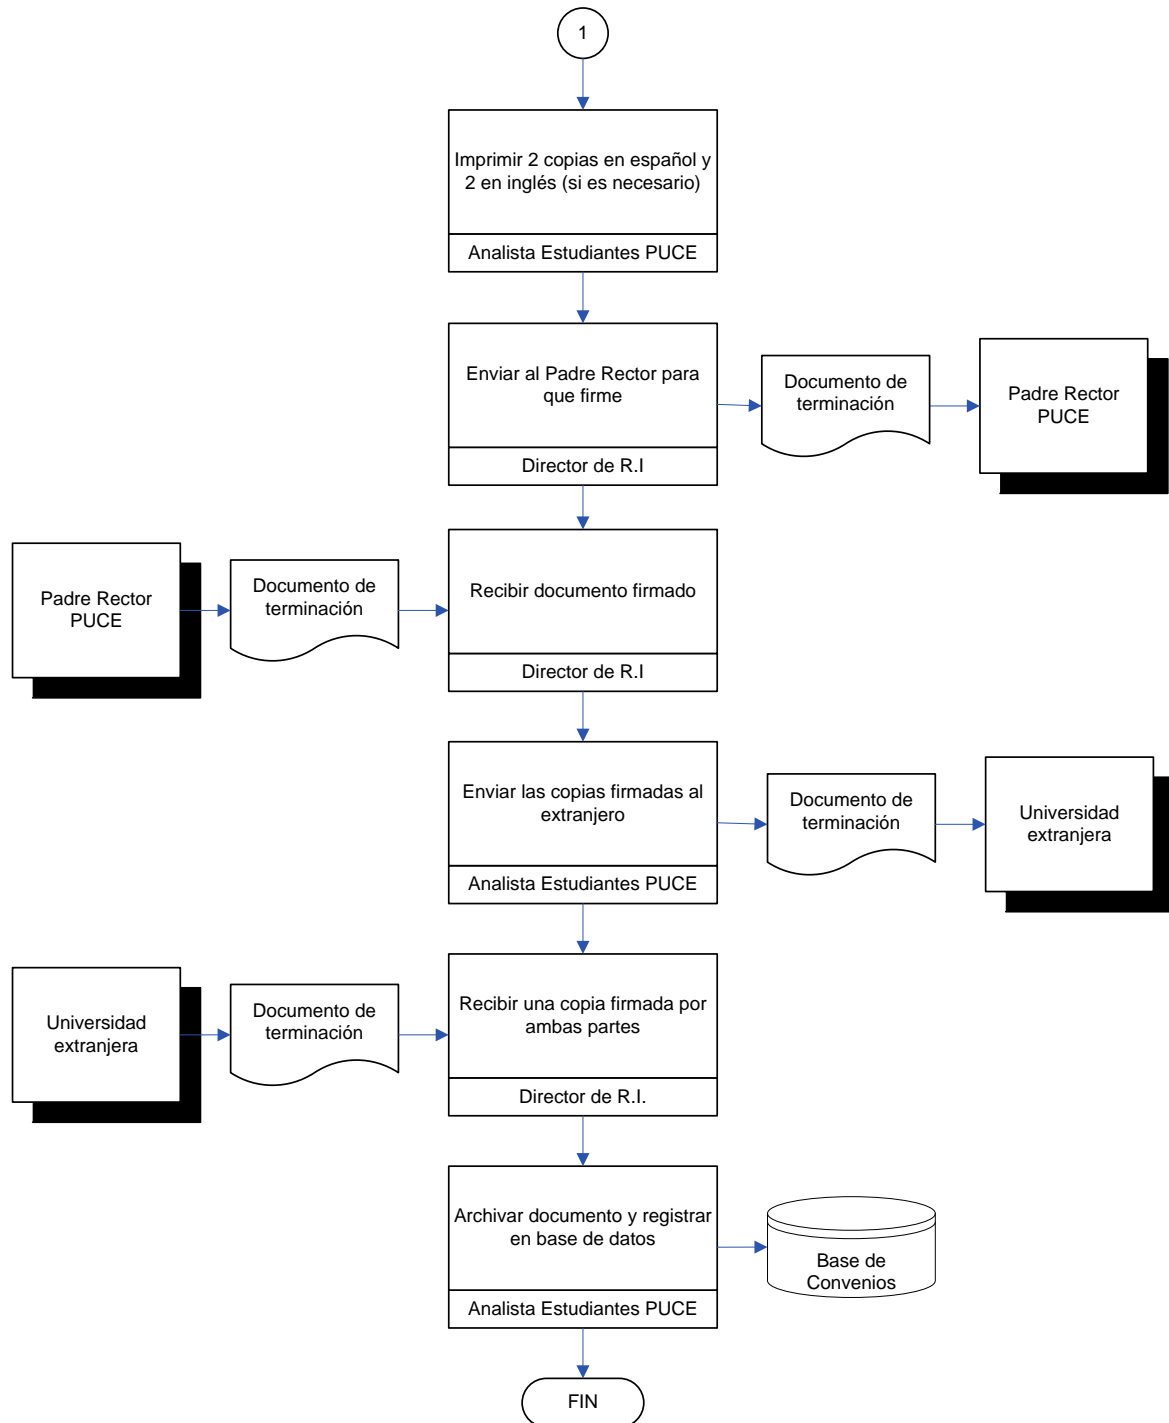 1
Imprimir 2 copias en español y
2 en inglés (si es necesario)
Analista Estudiantes PUCE
Enviar al Padre Rector para
que firme
Director de R.I
Documento de
terminación
Padre Rector
PUCE
Padre Rector
PUCE
Documento de
terminación
Recibir documento firmado
Director de R.I
Enviar las copias firmadas al
extranjero
Analista Estudiantes PUCE
Documento de
terminación
Universidad
extranjera
Universidad
extranjera
Documento de
terminación
Recibir una copia firmada por
ambas partes
Director de R.I.
Archivar documento y registrar
en base de datos
Analista Estudiantes PUCE
Base de
Convenios
FIN